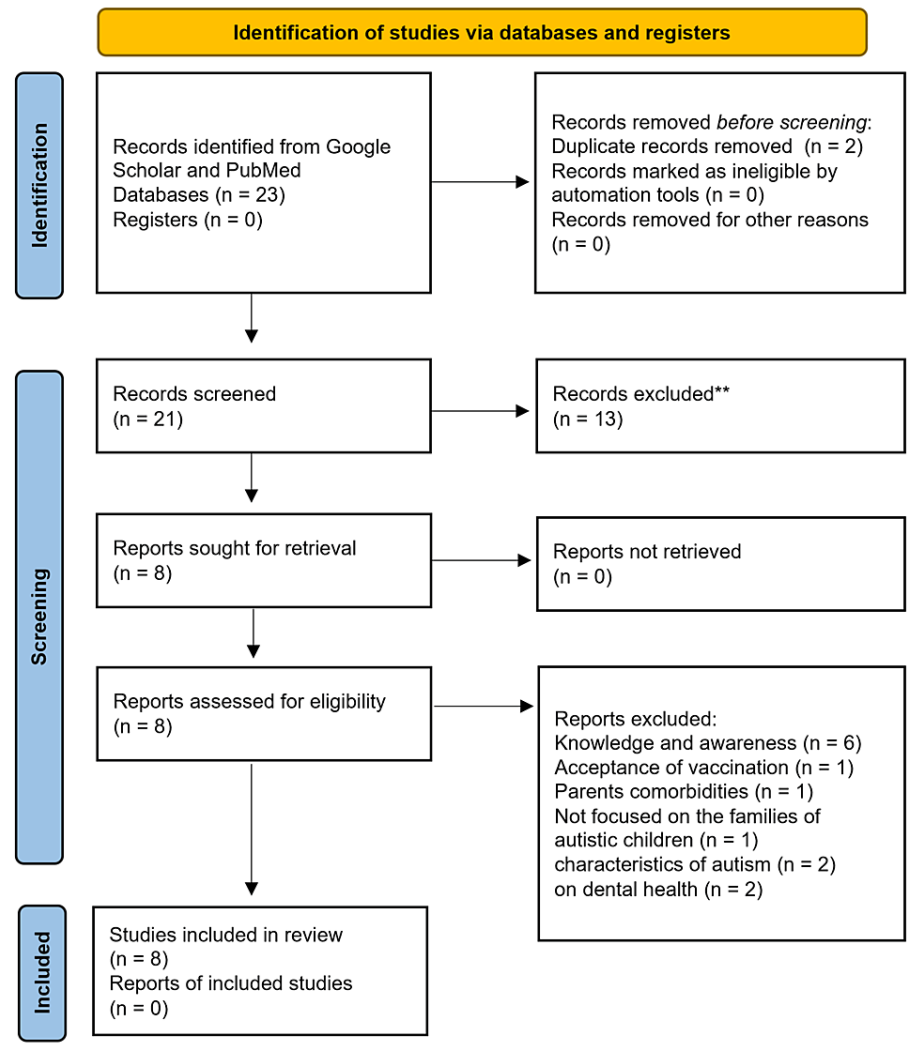 Identification of studies via databases and registers
Identification
Records identified from Google
Scholar and PubMed
Databases (n = 23)
Registers (n = 0)
Records removed before screening:
Duplicate records removed (n = 2)
Records marked as ineligible by
automation tools (n = 0)
Records removed for other reasons
(n = 0)
Screening
Records screened
(n = 21)
Records excluded**
(n = 13)
Reports sought for retrieval
(n = 8)
Reports not retrieved
(n = 0)
Reports assessed for eligibility
(n = 8)
Reports excluded:
Knowledge and awareness (n = 6)
Acceptance of vaccination (n = 1)
Parents comorbidities (n = 1)
Not focused on the families of
autistic children (n = 1)
characteristics of autism (n = 2)
on dental health (n = 2)
Included
Studies included in review
(n = 8)
Reports of included studies
(n = 0)